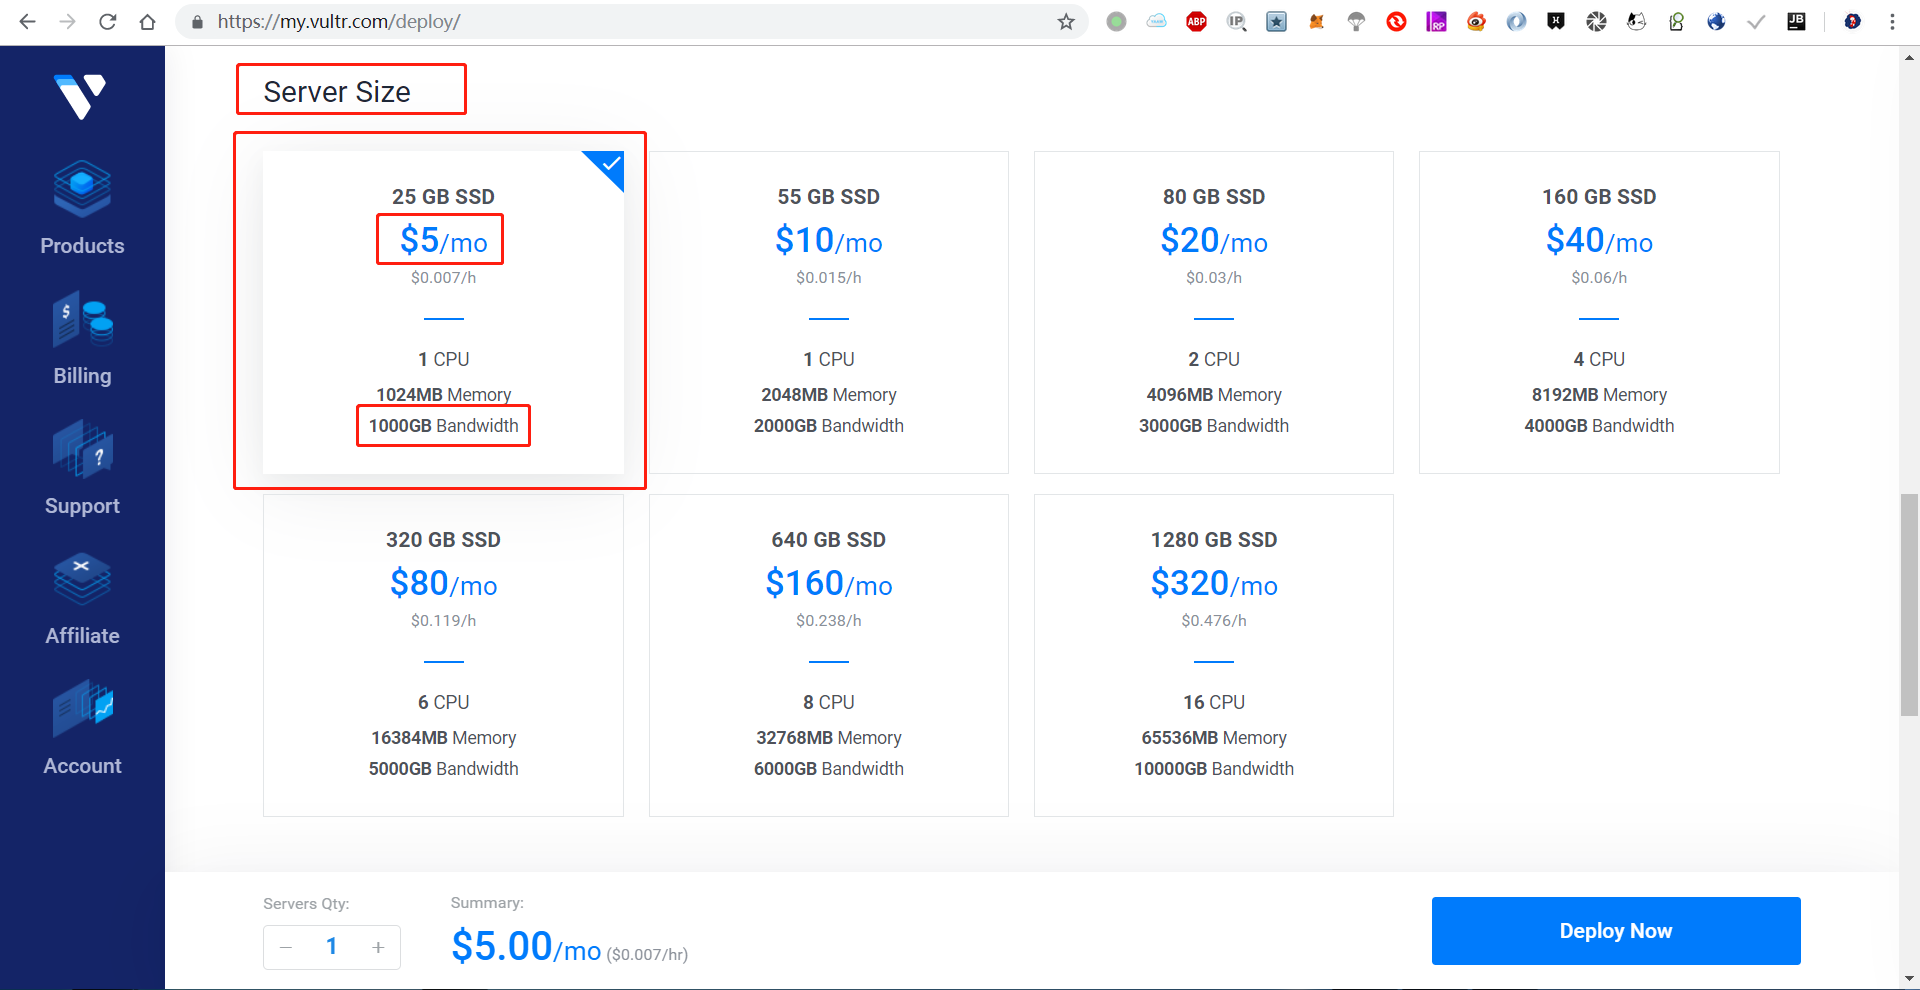 https://my.vultr.com/deploy/
ABP
IP
RP
JB
Server Size
25 GB SSD
$5/mo
$0.007/h
1 CPU
1024MB Memory
1000GB Bandwidth
55 GB SSD
$10/mo
$0.015/h
1 CPU
2048MB Memory
2000GB Bandwidth
80 GB SSD
$20/mo
$0.03/h
2 CPU
4096MB Memory
3000GB Bandwidth
160 GB SSD
$40/mo
$0.06/h
4 CPU
8192MB Memory
4000GB Bandwidth
320 GB SSD
$80/mo
$0.119/h
6 CPU
16384MB Memory
5000GB Bandwidth
640 GB SSD
$160/mo
$0.238/h
8 CPU
32768MB Memory
6000GB Bandwidth
1280 GB SSD
$320/mo
$0.476/h
16 CPU
65536MB Memory
10000GB Bandwidth
Products
$
Billing
?
Support
Affiliate
Account
Servers Qty:
− 1 +
Summary:
$5.00/mo ($0.007/hr)
Deploy Now